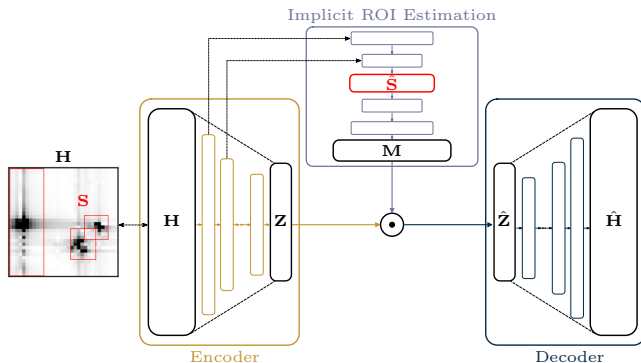 Implicit ROI Estimation
Ŝ
M
H
S
H
Z
Ẑ
Ĥ
Encoder
Decoder